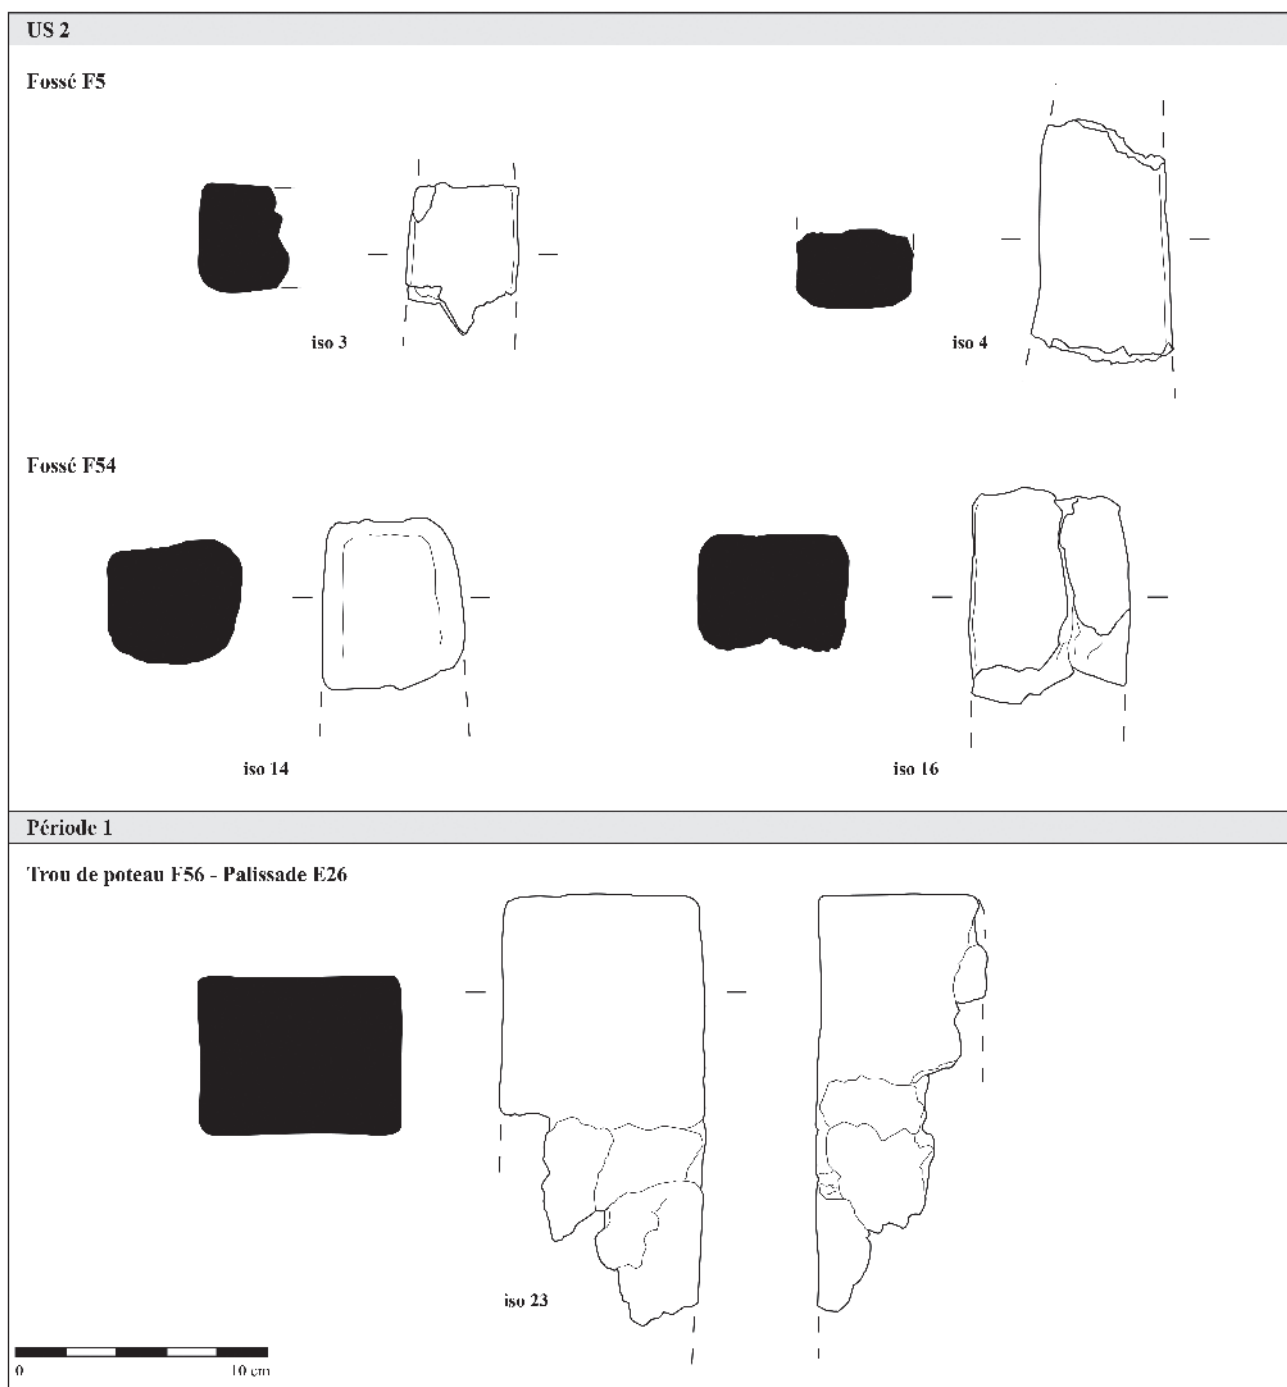 US 2
Fossé F5
iso 3
iso 4
Fossé F54
iso 14
iso 16
Période 1
Trou de poteau F56 - Palissade E26
iso 23
0 10 cm